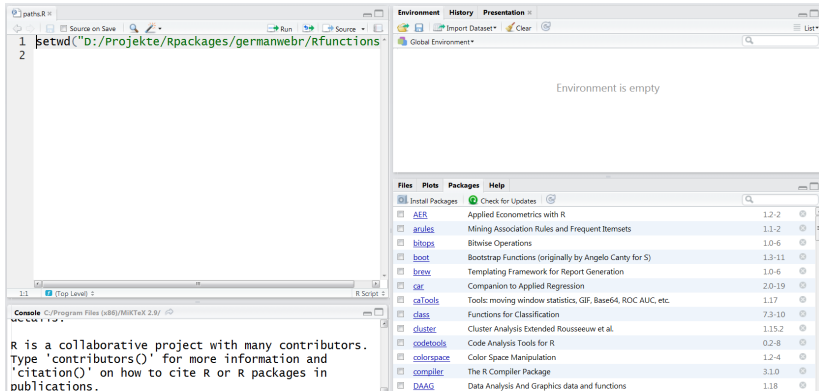 paths.R
Source on Save
Run
Source
1 setwd("D:/Projekte/Rpackages/germanwebr/Rfunctions
2
1:1
(Top Level)
R Script
Console C:/Program Files (x86)/MiKTeX 2.9/
R is a collaborative project with many contributors.
Type 'contributors()' for more information and
'citation()' on how to cite R or R packages in
publications.
Environment History Presentation
Import Dataset Clear
List
Global Environment
Environment is empty
Files Plots Packages Help
Install Packages Check for Updates
AER Applied Econometrics with R 1.2-2
arules Mining Association Rules and Frequent Itemsets 1.1-2
bitops Bitwise Operations 1.0-6
boot Bootstrap Functions (originally by Angelo Canty for S) 1.3-11
brew Templating Framework for Report Generation 1.0-6
car Companion to Applied Regression 2.0-19
caTools Tools: moving window statistics, GIF, Base64, ROC AUC, etc. 1.17
class Functions for Classification 7.3-10
cluster Cluster Analysis Extended Rousseeuw et al. 1.15.2
codetools Code Analysis Tools for R 0.2-8
colorspace Color Space Manipulation 1.2-4
compiler The R Compiler Package 3.1.0
DAAG Data Analysis And Graphics data and functions 1.18